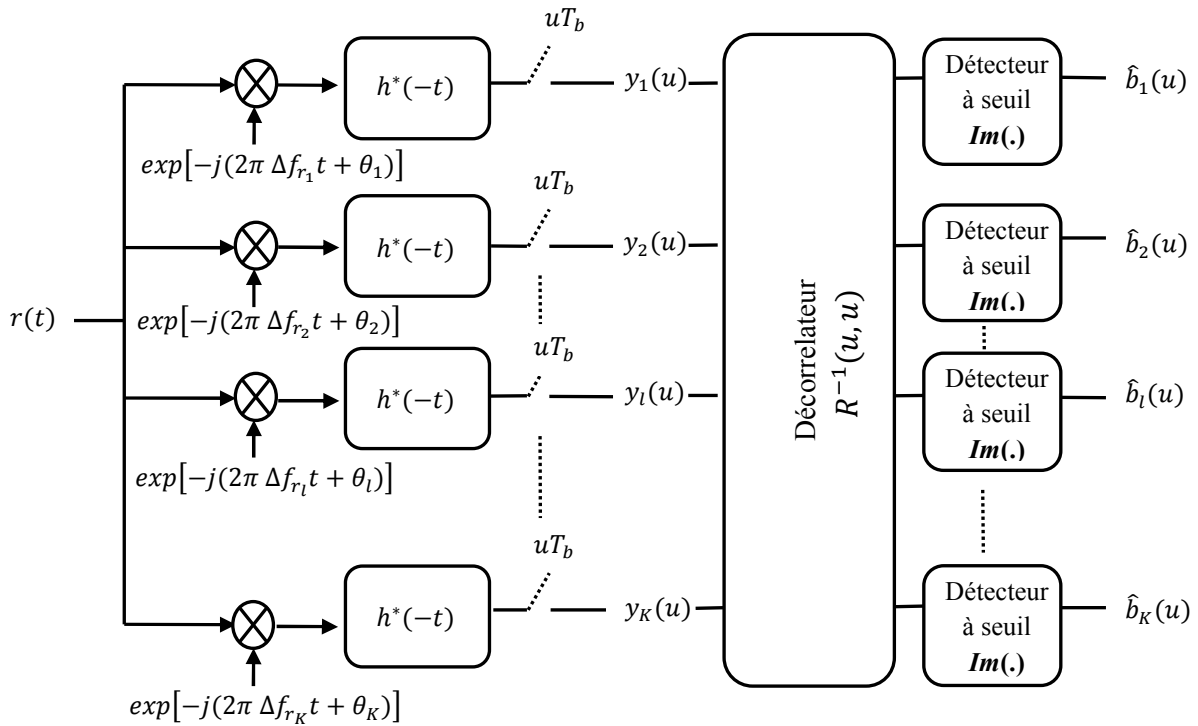 uT_b
h^*(−t)
y_1(u)
Détecteur
à seuil
Im(.)
b̂_1(u)
exp[−j(2π Δf_{r_1}t + θ_1)]
uT_b
h^*(−t)
y_2(u)
Détecteur
à seuil
Im(.)
b̂_2(u)
r(t)
exp[−j(2π Δf_{r_2}t + θ_2)]
uT_b
h^*(−t)
y_l(u)
Décorrelateur
R^{−1}(u, u)
Détecteur
à seuil
Im(.)
b̂_l(u)
exp[−j(2π Δf_{r_l}t + θ_l)]
uT_b
h^*(−t)
y_K(u)
Détecteur
à seuil
Im(.)
b̂_K(u)
exp[−j(2π Δf_{r_K}t + θ_K)]